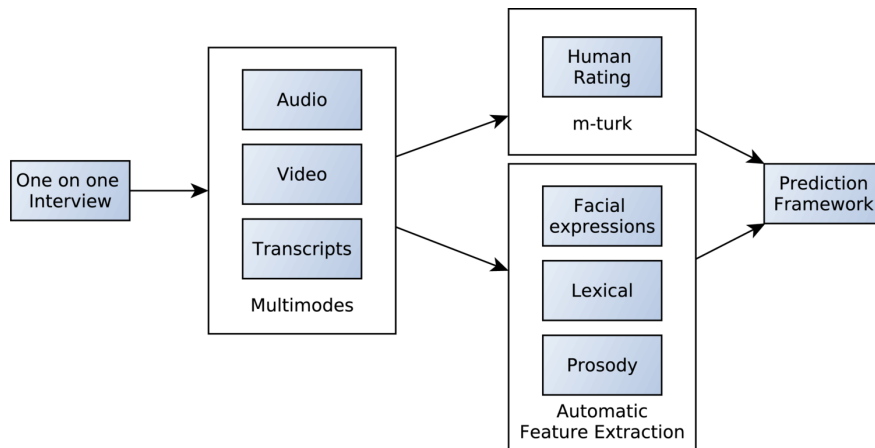 One on one
Interview
Audio
Video
Transcripts
Multimodes
Human
Rating
m-turk
Facial
expressions
Lexical
Prosody
Automatic
Feature Extraction
Prediction
Framework